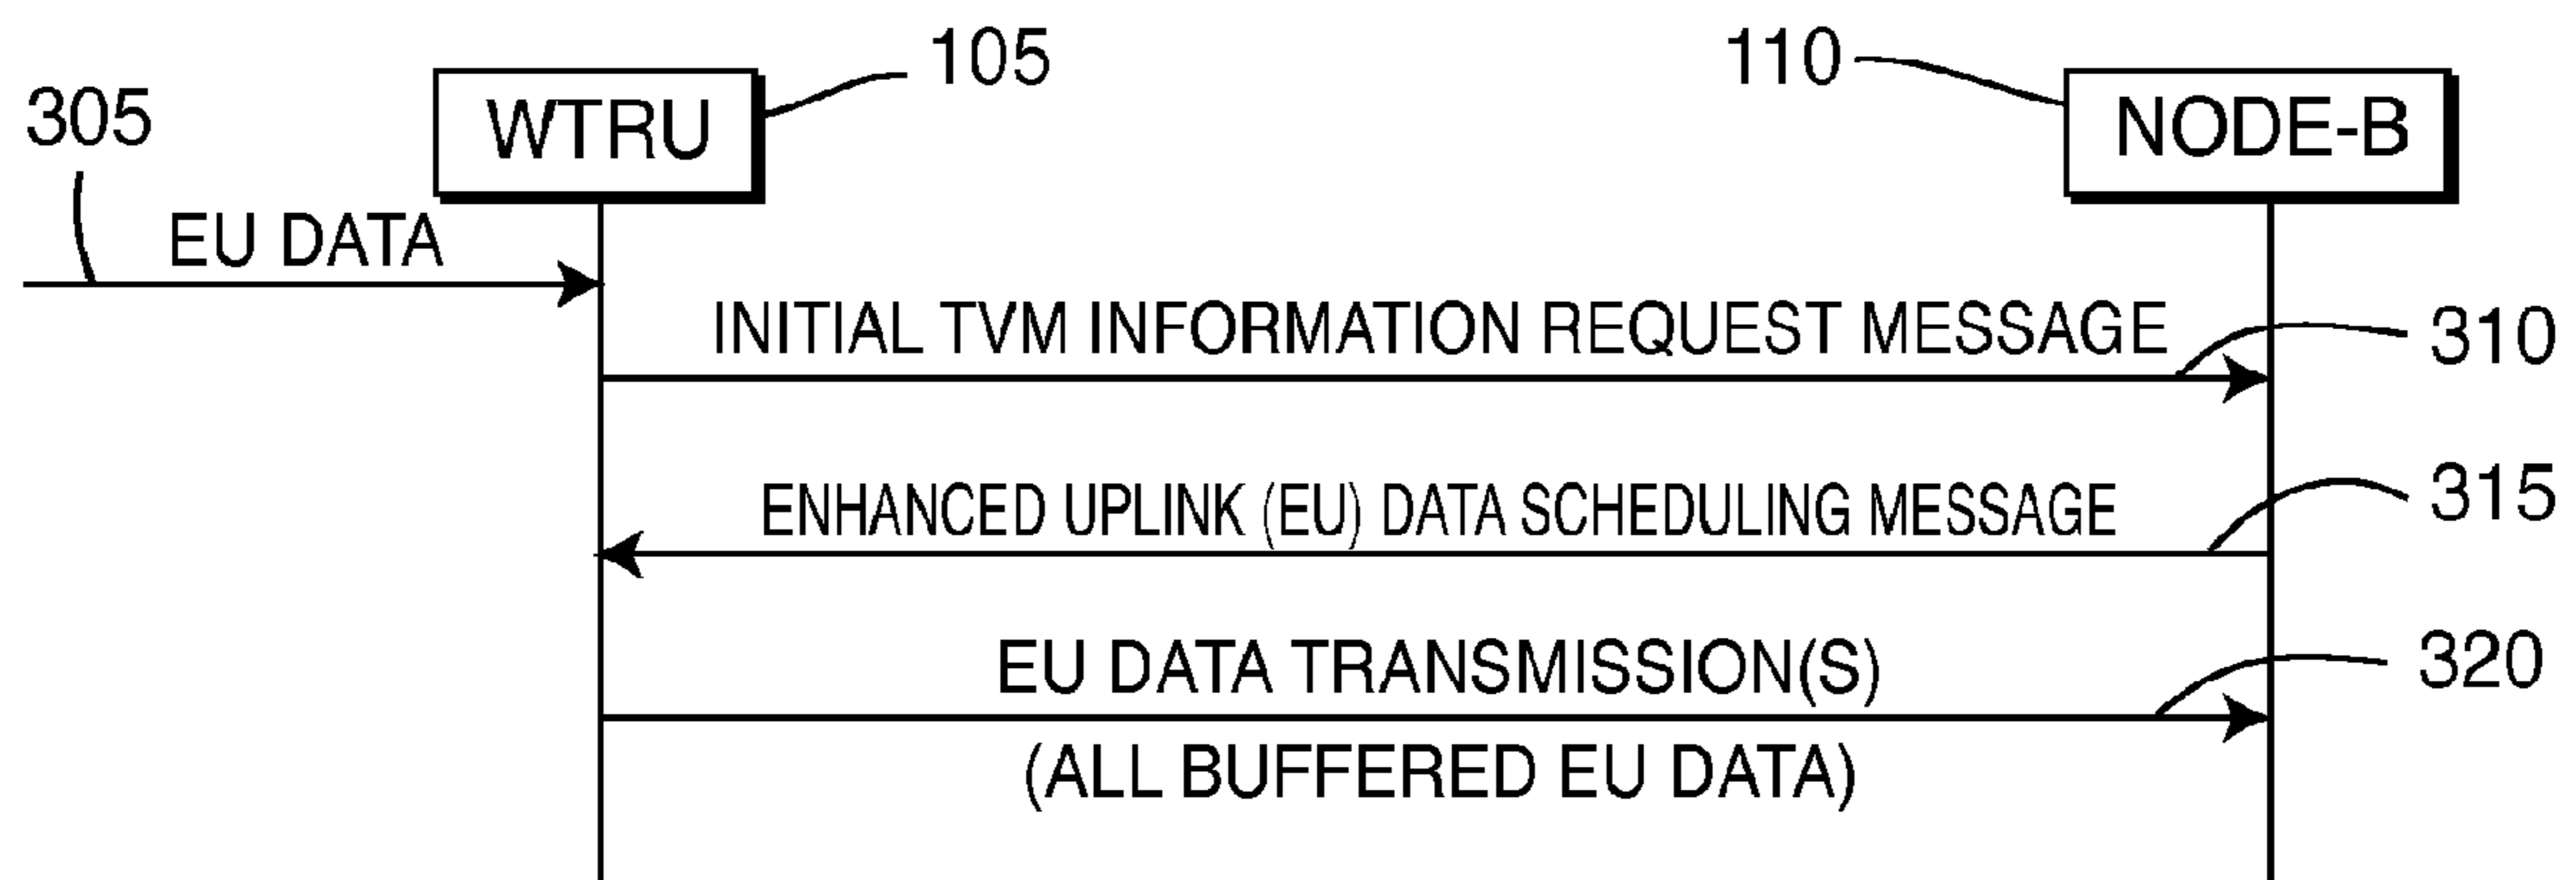 105
110
WTRU
NODE-B
305
EU DATA
INITIAL TVM INFORMATION REQUEST MESSAGE
310
ENHANCED UPLINK (EU) DATA SCHEDULING MESSAGE
315
EU DATA TRANSMISSION(S)
320
(ALL BUFFERED EU DATA)